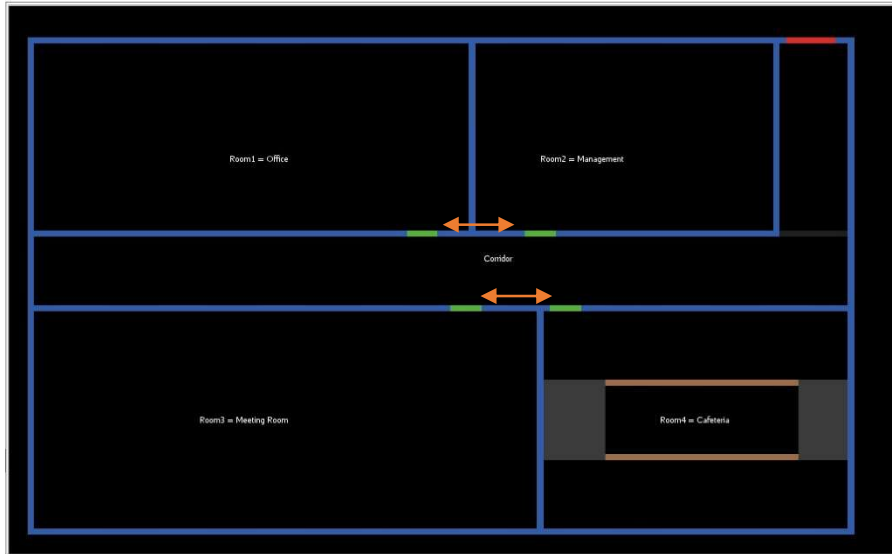 Room1 = Office
Room2 = Management
Corridor
Room3 = Meeting Room
Room4 = Cafeteria